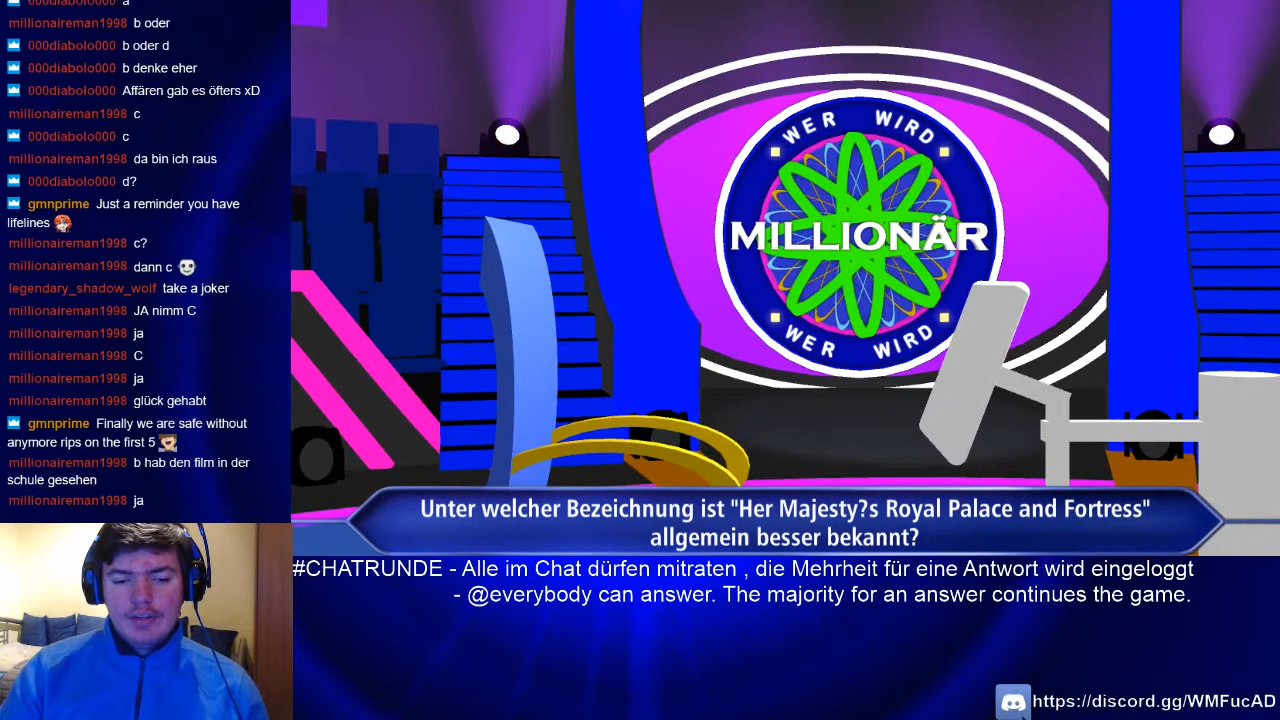 000diabolo000 a
millionaireman1998 b oder
000diabolo000 b oder d
000diabolo000 b denke eher
000diabolo000 Affären gab es öfters xD
millionaireman1998 c
000diabolo000 c
millionaireman1998 da bin ich raus
000diabolo000 d?
gmnprime Just a reminder you have
lifelines
millionaireman1998 c?
millionaireman1998 dann c
legendary_shadow_wolf take a joker
millionaireman1998 JA nimm C
millionaireman1998 ja
millionaireman1998 C
millionaireman1998 ja
millionaireman1998 glück gehabt
gmnprime Finally we are safe without
anymore rips on the first 5
millionaireman1998 b hab den film in der
schule gesehen
millionaireman1998 ja
WER WIRD
MILLIONÄR
WER WIRD
Unter welcher Bezeichnung ist "Her Majesty?s Royal Palace and Fortress"
allgemein besser bekannt?
#CHATRUNDE - Alle im Chat dürfen mitraten , die Mehrheit für eine Antwort wird eingeloggt
- @everybody can answer. The majority for an answer continues the game.
https://discord.gg/WMFucAD